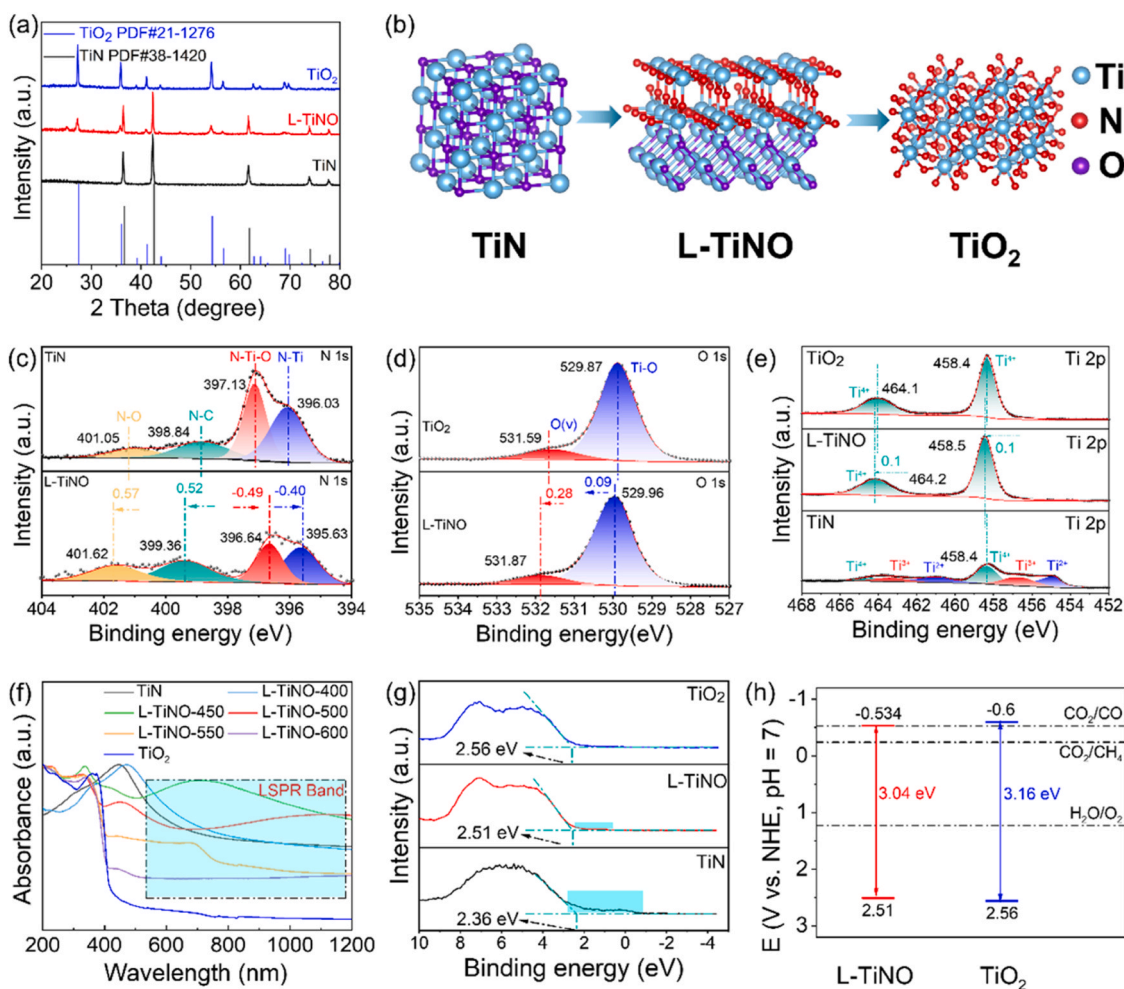 (a)
TiO2 PDF#21-1276
TiN PDF#38-1420
TiO2
L-TiNO
TiN
Intensity (a.u.)
20 30 40 50 60 70 80
2 Theta (degree)
(b)
Ti
N
O
TiN
L-TiNO
TiO2
(c)
TiN
N 1s
N-Ti-O
N-Ti
397.13
396.03
N-O
N-C
401.05
398.84
L-TiNO
N 1s
0.57
0.52
-0.49
-0.40
401.62
399.36
396.64
395.63
Intensity (a.u.)
404 402 400 398 396 394
Binding energy (eV)
(d)
O 1s
529.87
Ti-O
O(v)
TiO2
531.59
O 1s
0.28
0.09
529.96
L-TiNO
531.87
Intensity (a.u.)
535 534 533 532 531 530 529 528 527
Binding energy(eV)
(e)
TiO2
Ti 2p
458.4
Ti4+
Ti4+
464.1
L-TiNO
Ti 2p
458.5
0.1
0.1
Ti4+
464.2
TiN
Ti 2p
458.4
Ti4+
Ti4+
Ti3+
Ti2+
Ti3+
Ti2+
Intensity (a.u.)
468 466 464 462 460 458 456 454 452
Binding energy (eV)
(f)
TiN
L-TiNO-400
L-TiNO-450
L-TiNO-500
L-TiNO-550
L-TiNO-600
TiO2
LSPR Band
Absorbance (a.u.)
200 400 600 800 1000 1200
Wavelength (nm)
(g)
TiO2
2.56 eV
L-TiNO
2.51 eV
TiN
2.36 eV
Intensity (a.u.)
10 8 6 4 2 0 -2 -4
Binding energy (eV)
(h)
-1
0
1
2
3
E (V vs. NHE, pH = 7)
-0.534
-0.6
CO2/CO
CO2/CH4
3.04 eV
3.16 eV
H2O/O2
2.51
2.56
L-TiNO
TiO2